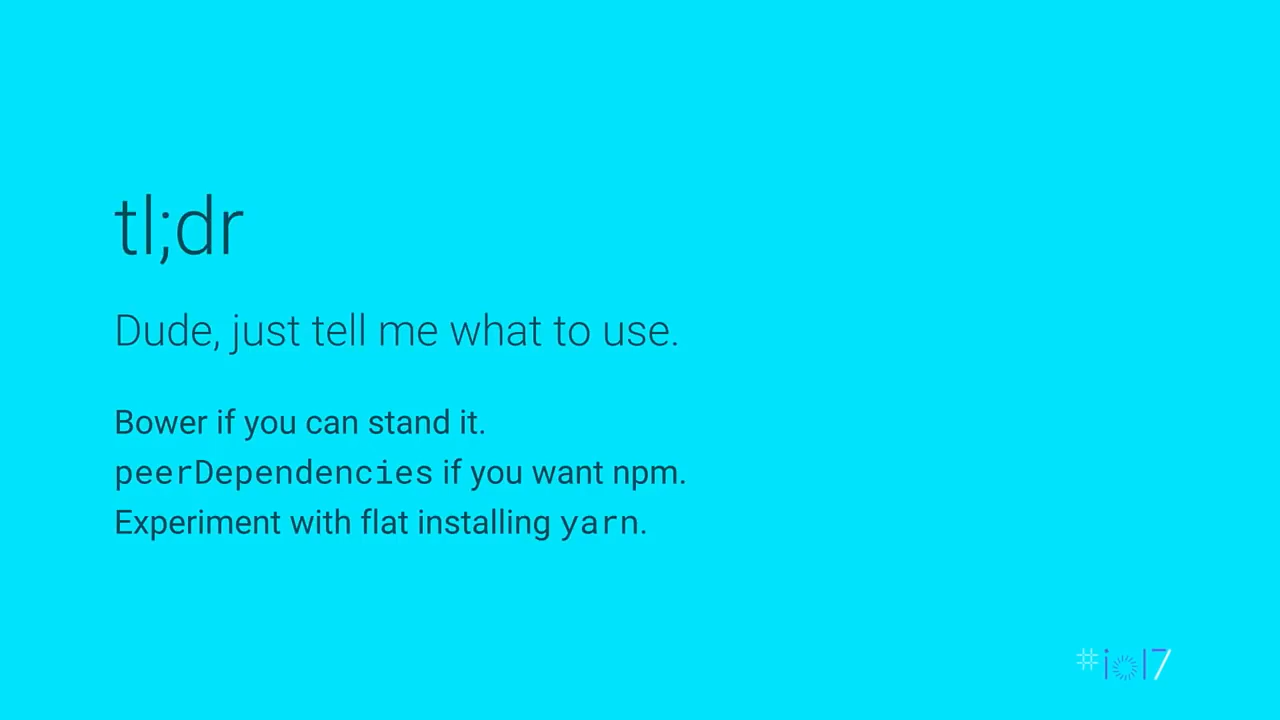 tl;dr
Dude, just tell me what to use.
Bower if you can stand it.
peerDependencies if you want npm.
Experiment with flat installing yarn.
#io17